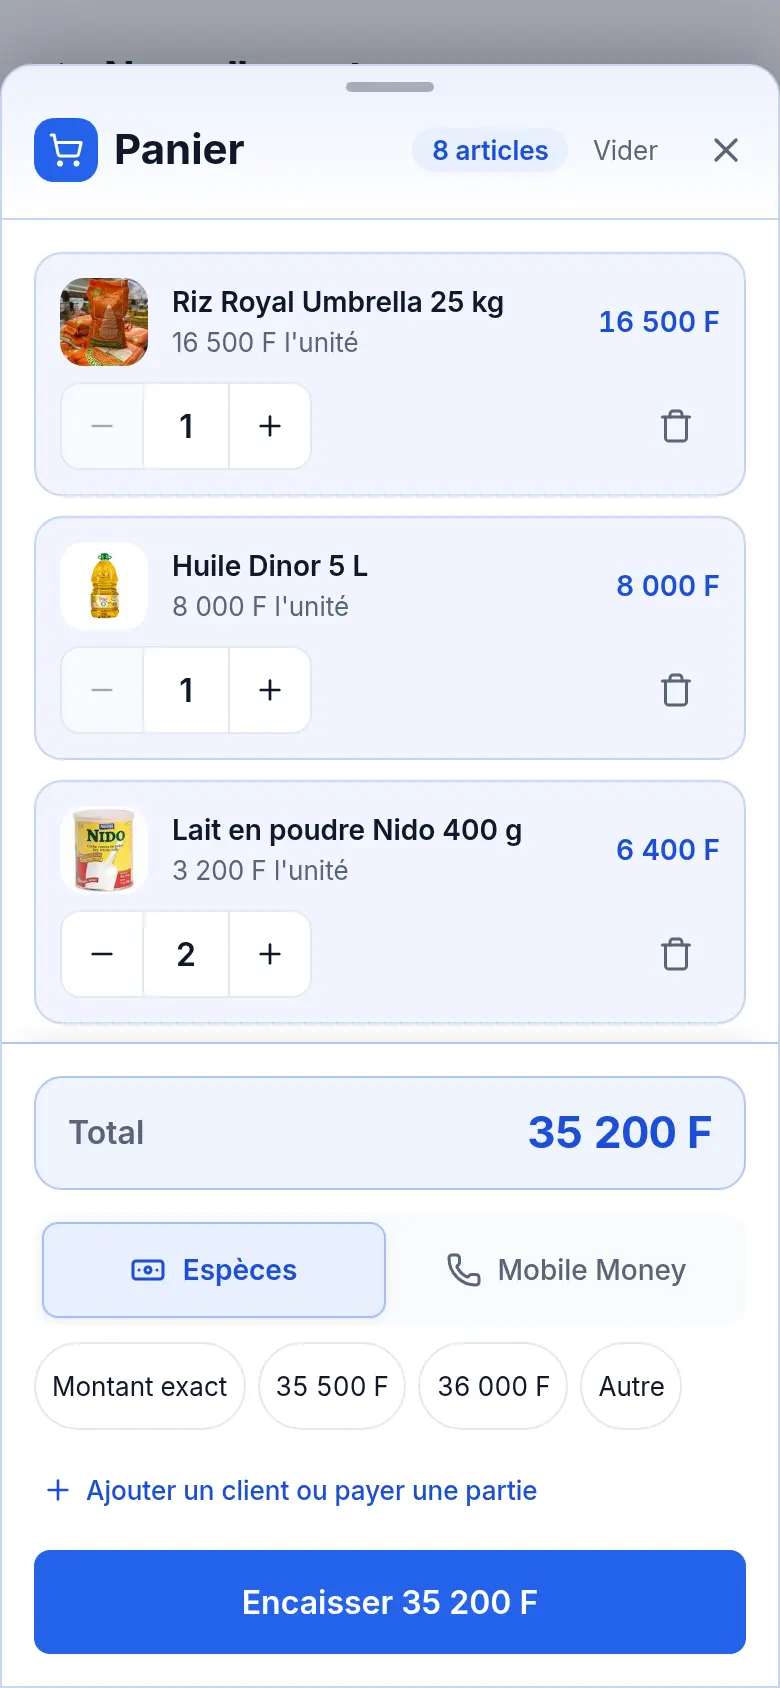 Panier
8 articles
Vider
Riz Royal Umbrella 25 kg
16 500 F l'unité
16 500 F
1
Huile Dinor 5 L
8 000 F l'unité
8 000 F
1
NIDO
Lait en poudre Nido 400 g
3 200 F l'unité
6 400 F
2
Total
35 200 F
Espèces
Mobile Money
Montant exact
35 500 F
36 000 F
Autre
Ajouter un client ou payer une partie
Encaisser 35 200 F